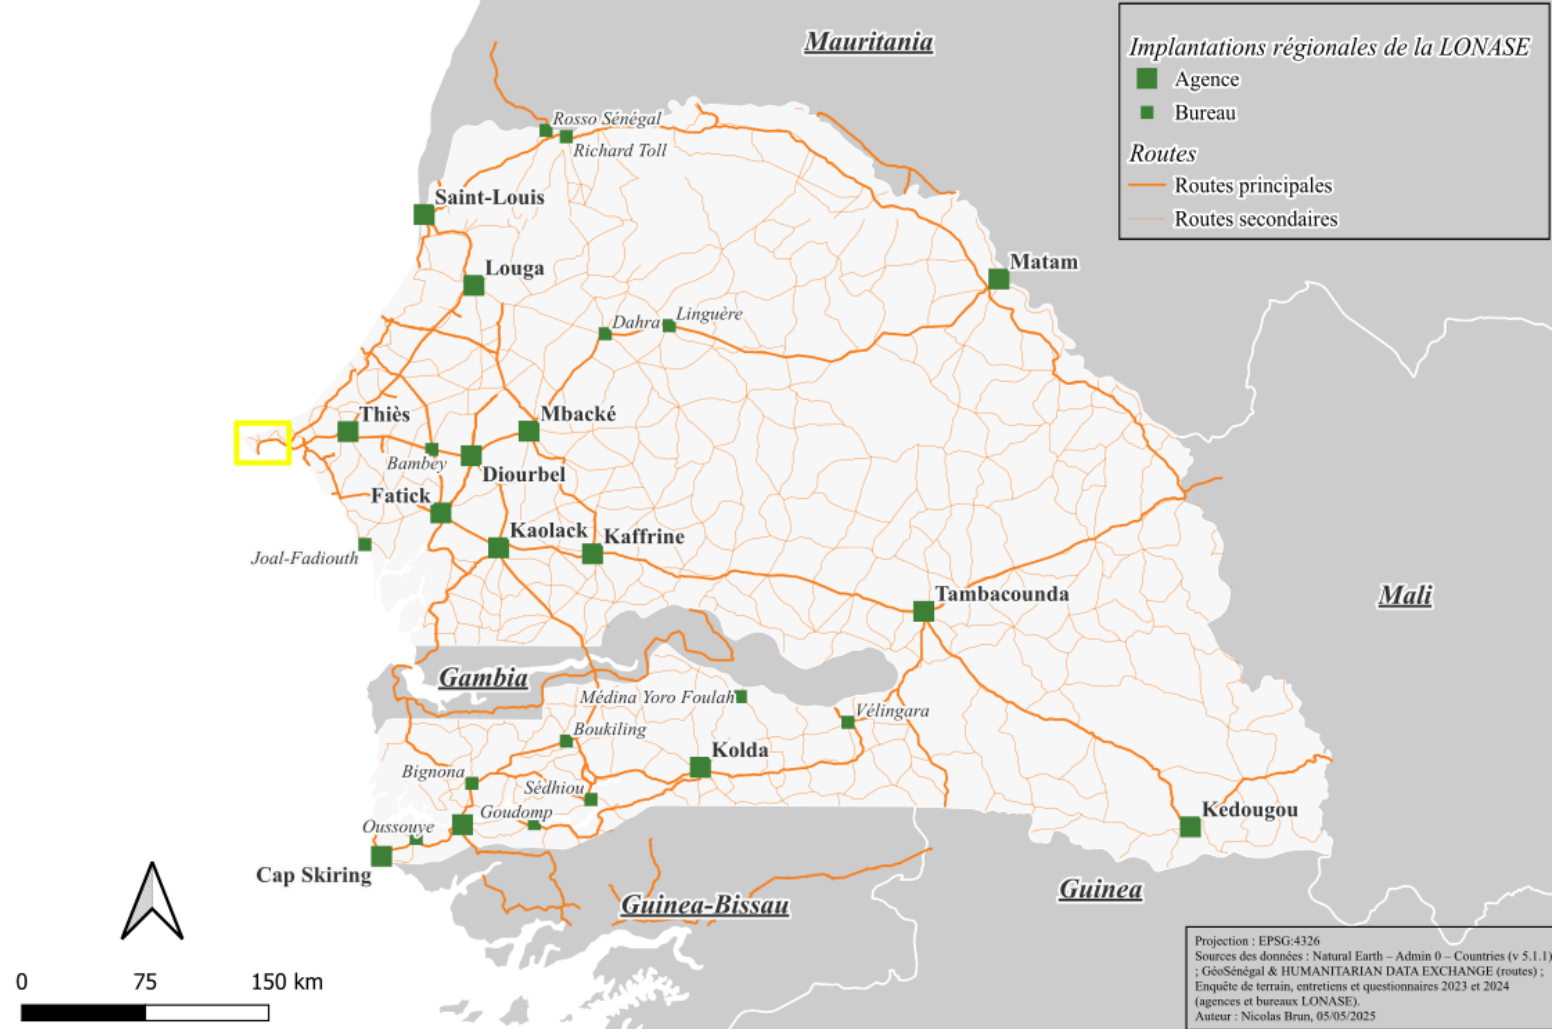 Mauritania
Implantations régionales de la LONASE
Agence
Bureau
Routes
Routes principales
Routes secondaires
Rosso Sénégal
Richard Toll
Saint-Louis
Louga
Matam
Dahra
Linguère
Thiès
Mbacké
Bambey
Diourbel
Fatick
Kaolack
Kaffrine
Joal-Fadiouth
Tambacounda
Mali
Gambia
Médina Yoro Foulah
Vélingara
Boukiling
Kolda
Bignona
Sédhiou
Goudomp
Oussouye
Kedougou
Cap Skiring
Guinea-Bissau
Guinea
0 75 150 km
Projection : EPSG:4326
Sources des données : Natural Earth – Admin 0 – Countries (v 5.1.1)
; GéoSénégal & HUMANITARIAN DATA EXCHANGE (routes) ;
Enquête de terrain, entretiens et questionnaires 2023 et 2024
(agences et bureaux LONASE).
Auteur : Nicolas Brun, 05/05/2025